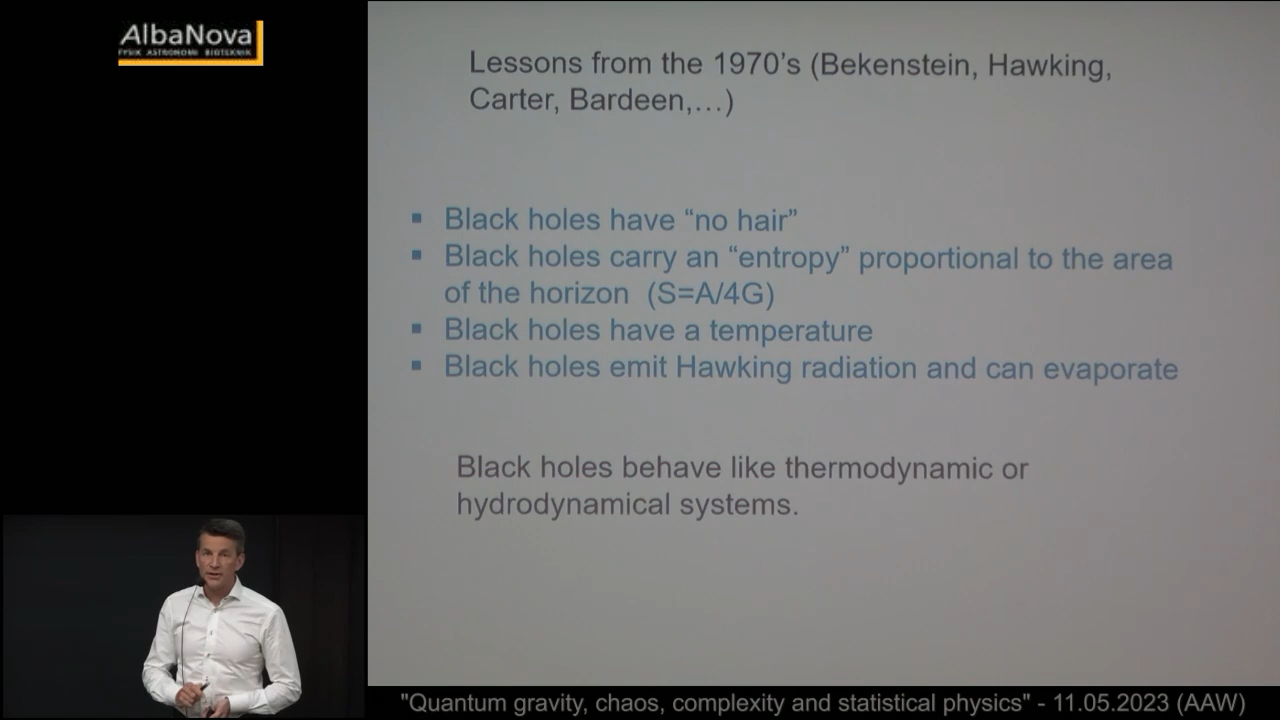 AlbaNova
FYSIK ASTRONOMI BIOTEKNIK
Lessons from the 1970’s (Bekenstein, Hawking,
Carter, Bardeen,…)
▪ Black holes have “no hair”
▪ Black holes carry an “entropy” proportional to the area
of the horizon (S=A/4G)
▪ Black holes have a temperature
▪ Black holes emit Hawking radiation and can evaporate
Black holes behave like thermodynamic or
hydrodynamical systems.
"Quantum gravity, chaos, complexity and statistical physics" - 11.05.2023 (AAW)